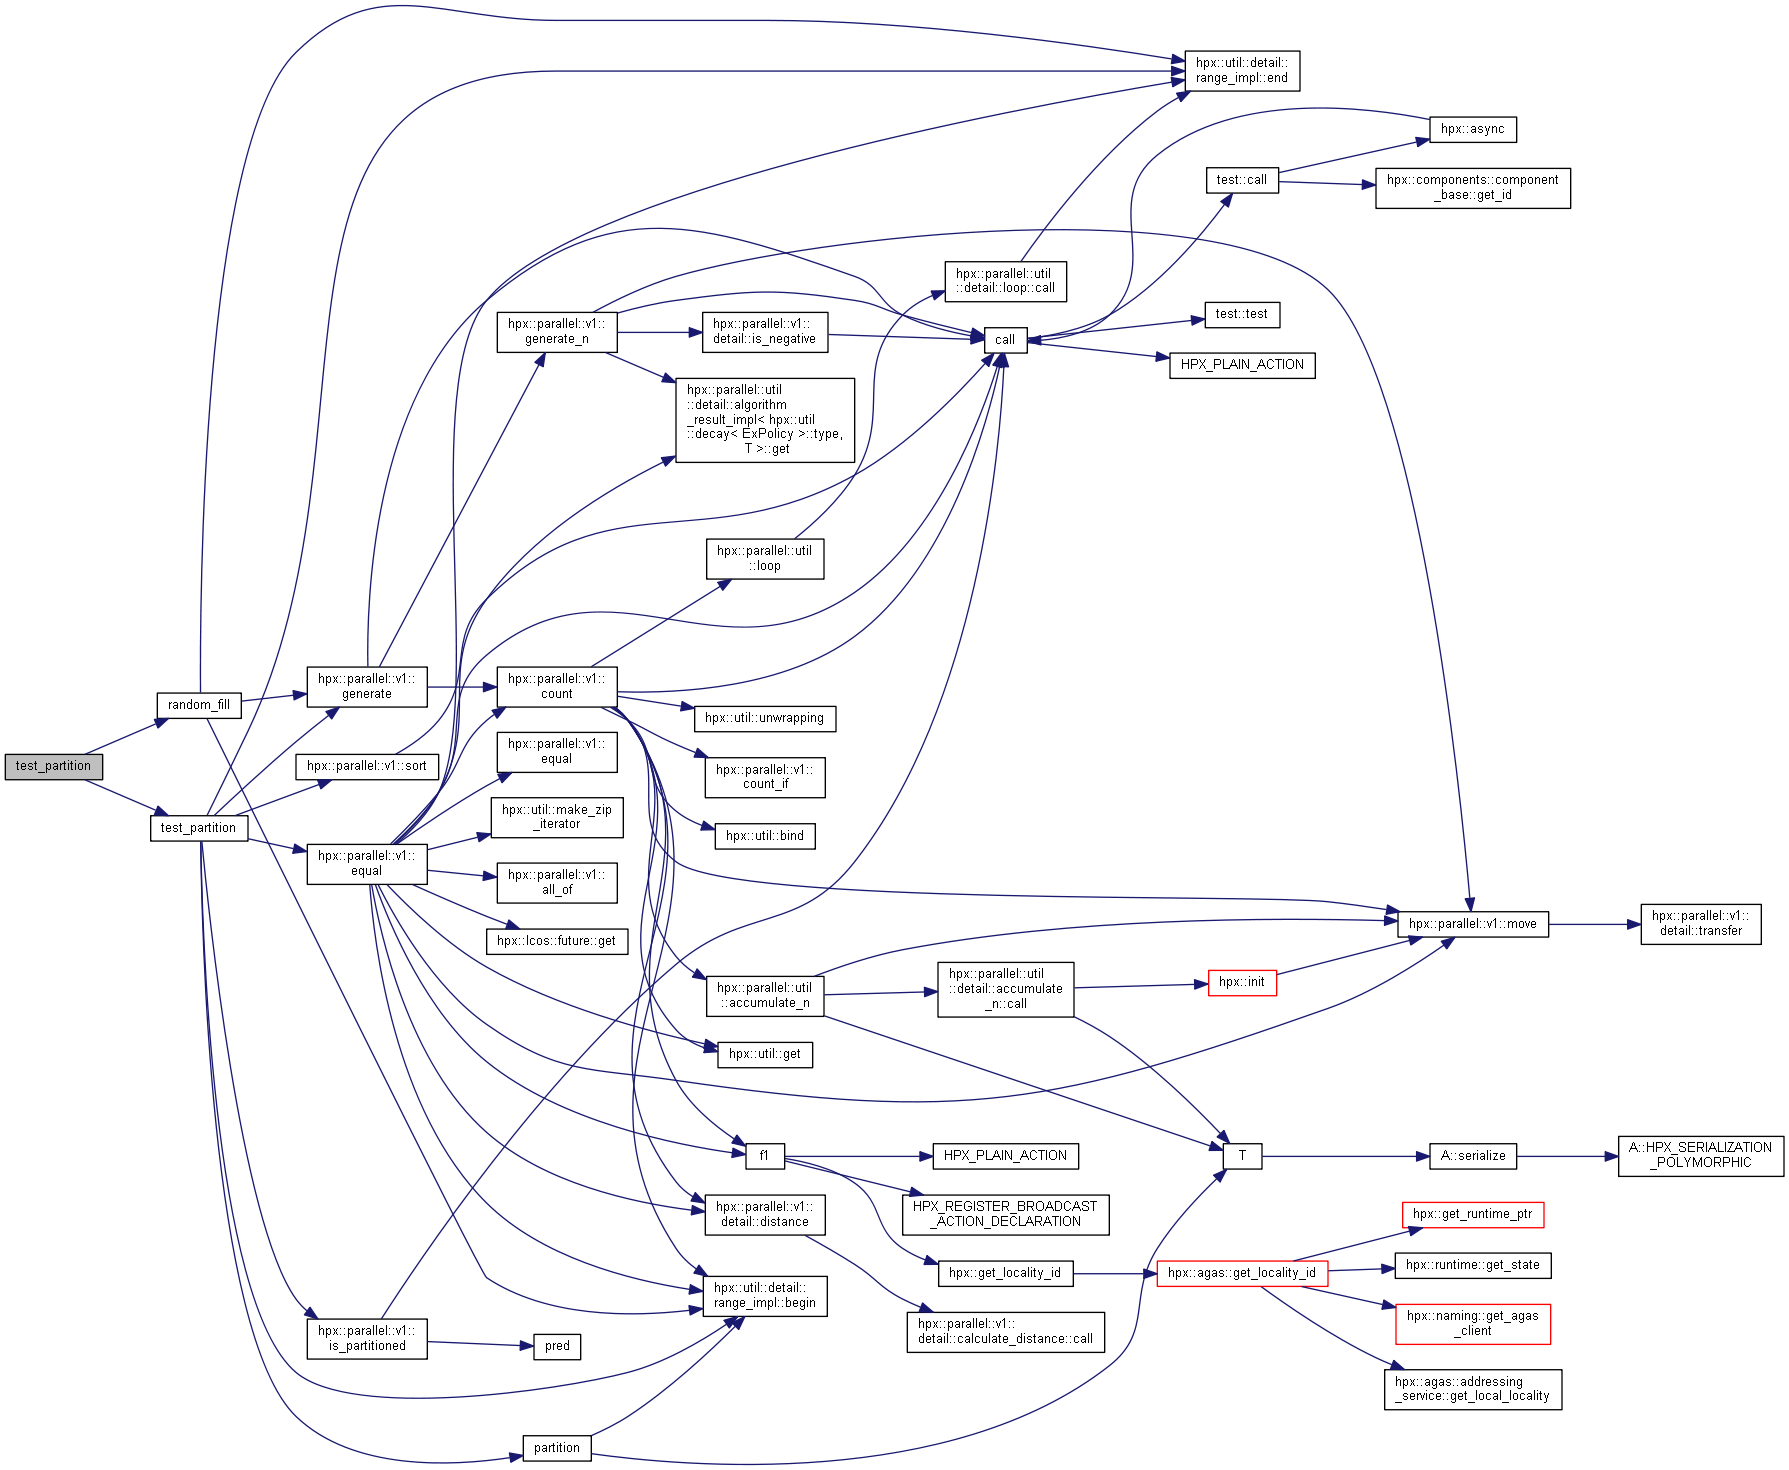 test_partition
random_fill
test_partition
hpx::parallel::v1::
generate
hpx::parallel::v1::sort
hpx::parallel::v1::
equal
hpx::parallel::v1::
is_partitioned
hpx::parallel::v1::
generate_n
hpx::parallel::v1::
count
hpx::parallel::v1::
equal
hpx::util::make_zip
_iterator
hpx::parallel::v1::
all_of
hpx::lcos::future::get
pred
partition
hpx::parallel::v1::
detail::is_negative
hpx::parallel::util
::detail::algorithm
_result_impl< hpx::util
::decay< ExPolicy >::type,
T >::get
hpx::parallel::util
::loop
hpx::util::unwrapping
hpx::parallel::v1::
count_if
hpx::util::bind
hpx::parallel::util
::accumulate_n
hpx::util::get
f1
hpx::parallel::v1::
detail::distance
hpx::util::detail::
range_impl::begin
hpx::parallel::util
::detail::loop::call
call
hpx::parallel::util
::detail::accumulate
_n::call
HPX_PLAIN_ACTION
HPX_REGISTER_BROADCAST
_ACTION_DECLARATION
hpx::get_locality_id
hpx::parallel::v1::
detail::calculate_distance::call
hpx::util::detail::
range_impl::end
test::call
test::test
HPX_PLAIN_ACTION
hpx::init
T
hpx::agas::get_locality_id
hpx::async
hpx::components::component
_base::get_id
hpx::parallel::v1::move
A::serialize
hpx::get_runtime_ptr
hpx::runtime::get_state
hpx::naming::get_agas
_client
hpx::agas::addressing
_service::get_local_locality
hpx::parallel::v1::
detail::transfer
A::HPX_SERIALIZATION
_POLYMORPHIC